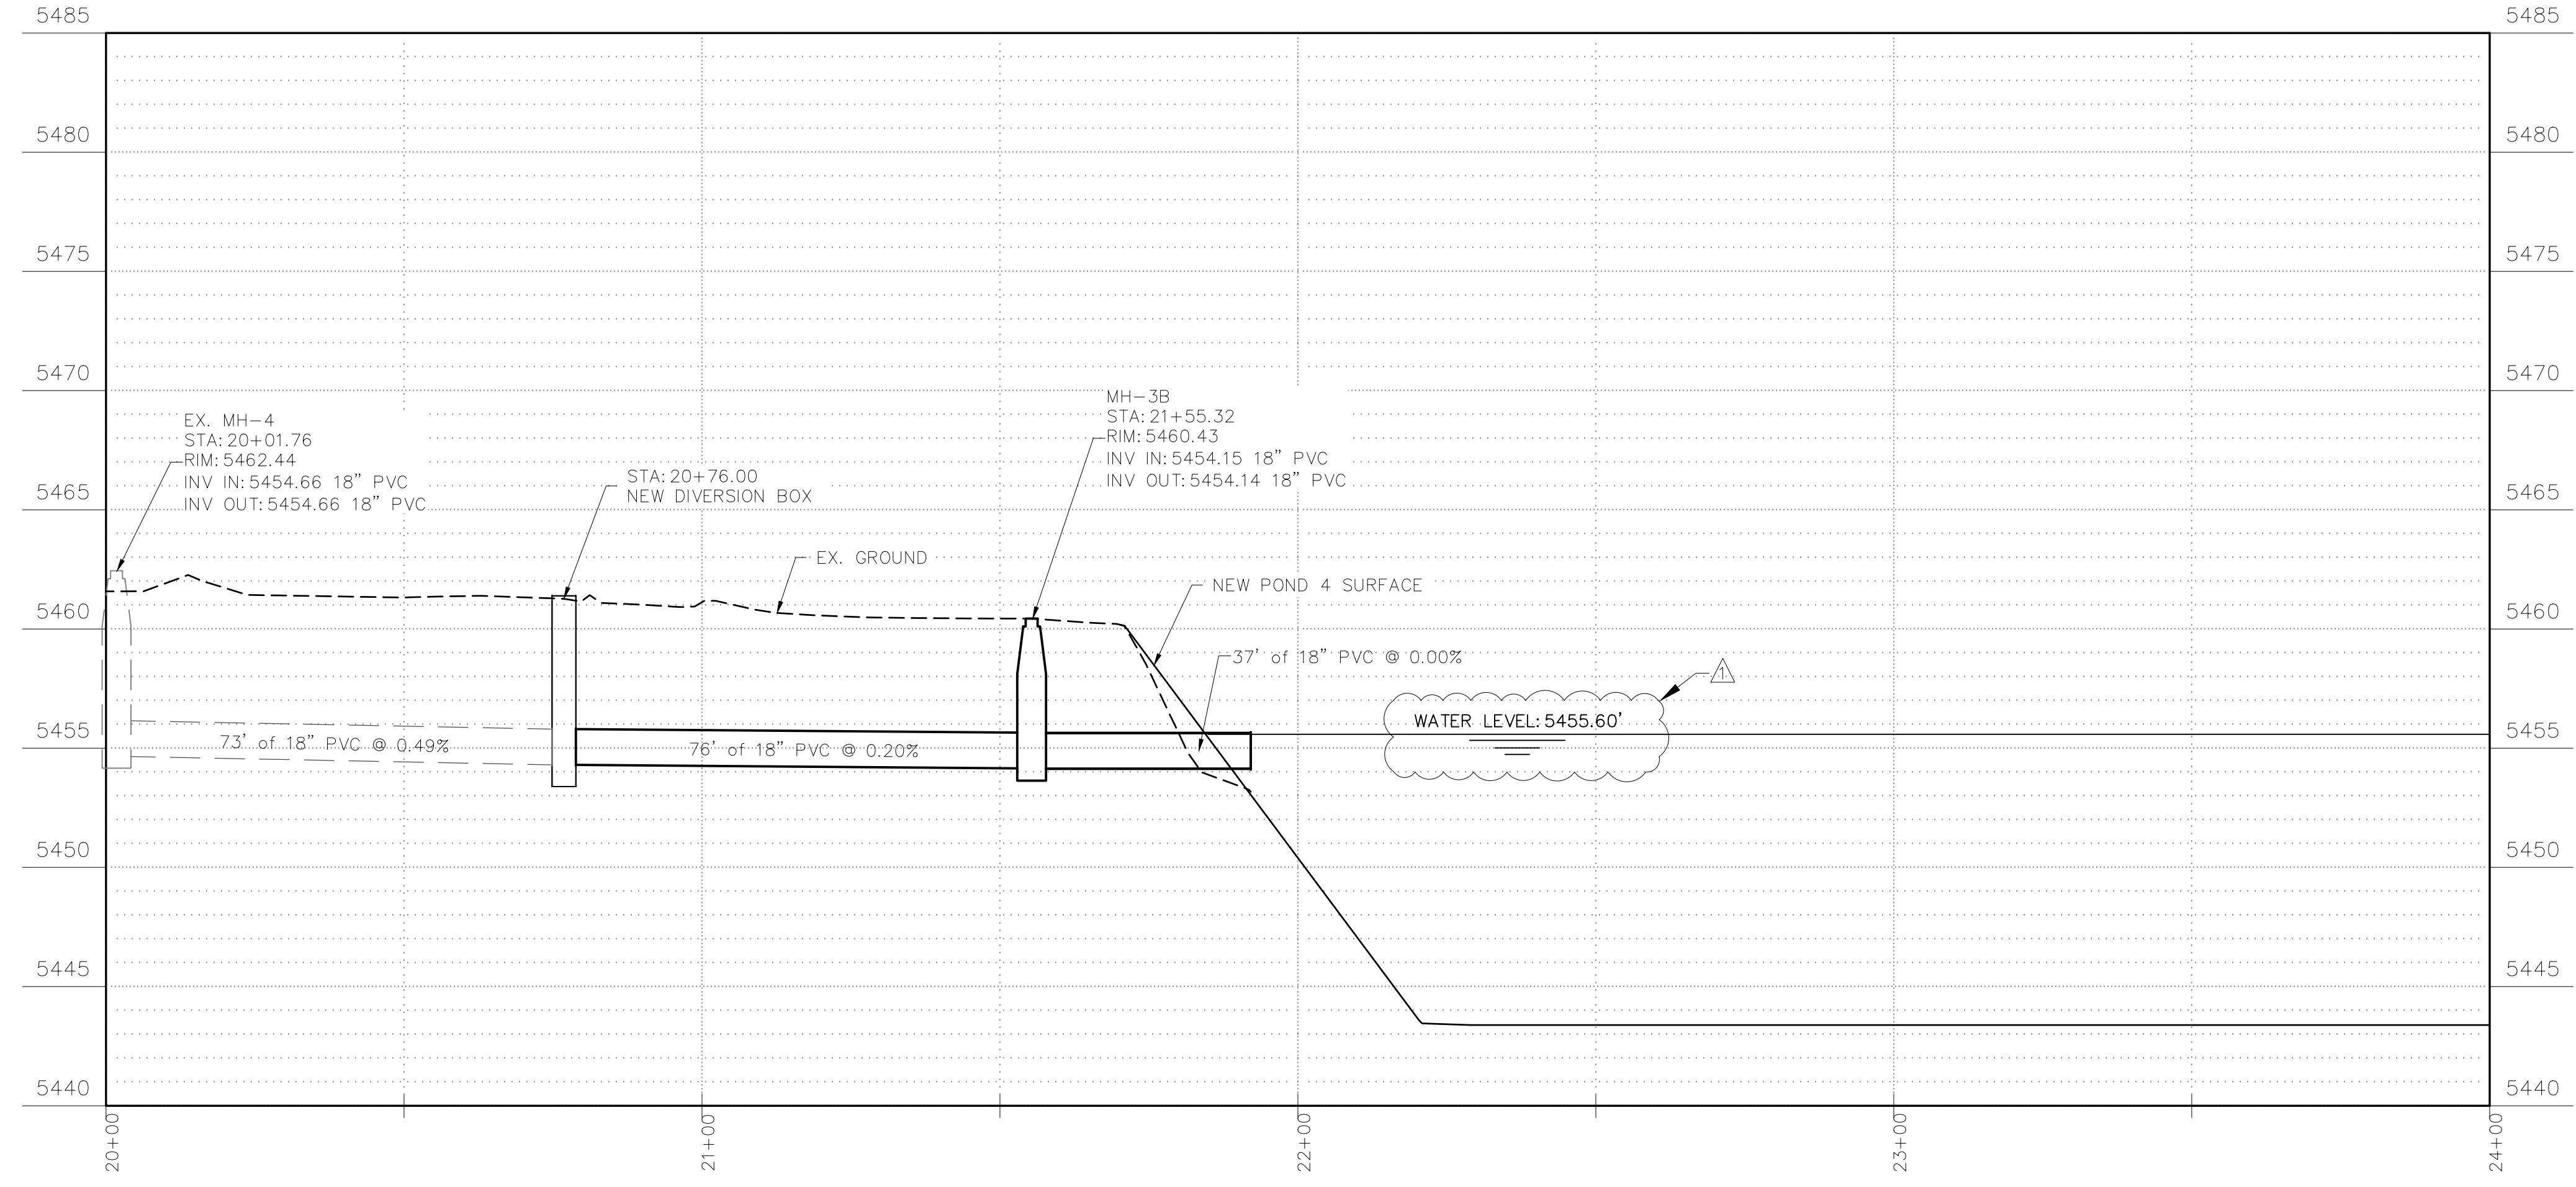 5485 5485
5480 5480
5475 5475
5470 5470
5465 5465
5460 5460
5455 5455
5450 5450
5445 5445
5440 5440
EX. MH-4
STA: 20+01.76
RIM: 5462.44
INV IN: 5454.66 18" PVC
INV OUT: 5454.66 18" PVC
STA: 20+76.00
NEW DIVERSION BOX
EX. GROUND
MH-3B
STA: 21+55.32
RIM: 5460.43
INV IN: 5454.15 18" PVC
INV OUT: 5454.14 18" PVC
NEW POND 4 SURFACE
37' of 18" PVC @ 0.00%
1
WATER LEVEL: 5455.60'
73' of 18" PVC @ 0.49%
76' of 18" PVC @ 0.20%
20+00
21+00
22+00
23+00
24+00